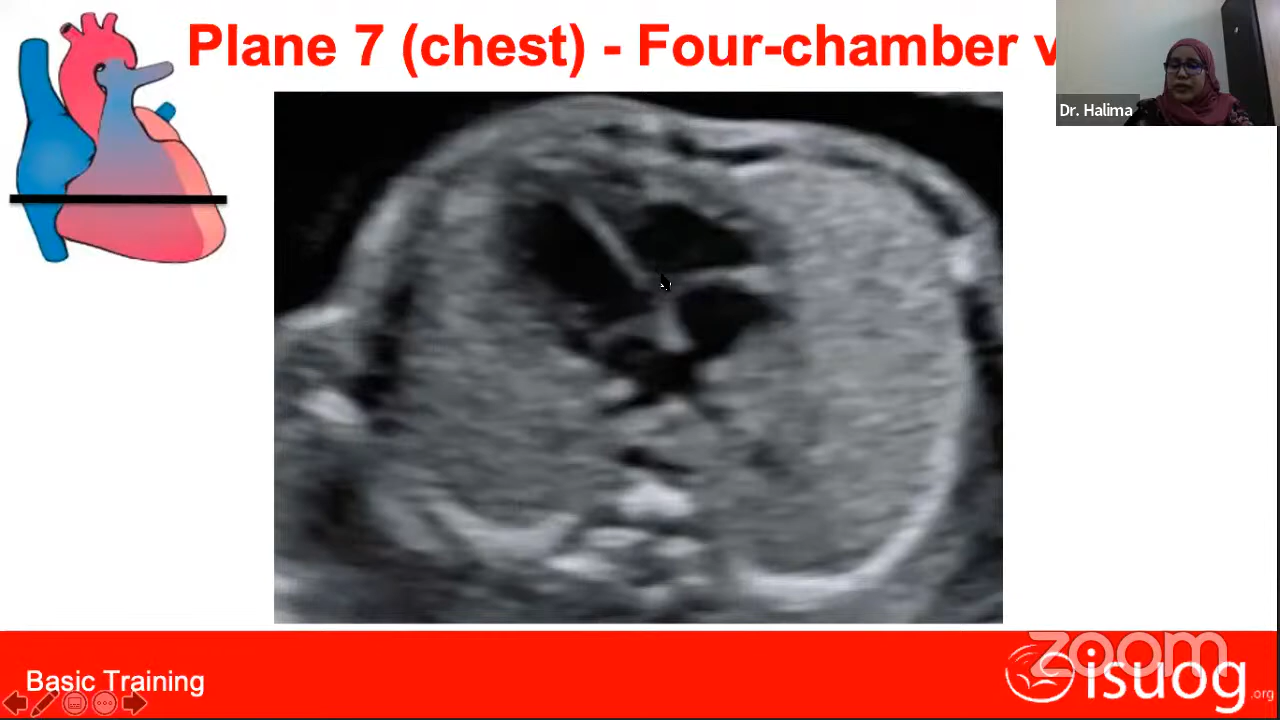 Plane 7 (chest) - Four-chamber v
Dr. Halima
Basic Training
zoom
isuog
.org